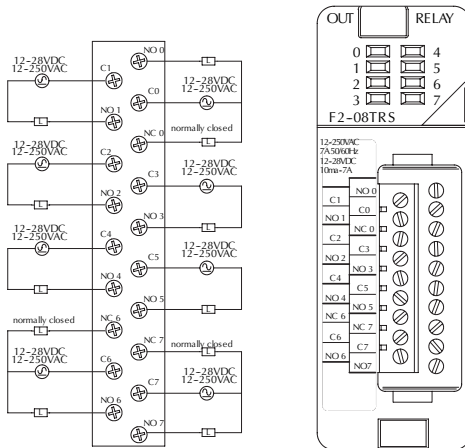 NO 0
L
12-28VDC
12-250VAC
C1
C0
12-28VDC
12-250VAC
L
NO 1
NC 0
normally closed
L
12-28VDC
12-250VAC
C2
C3
12-28VDC
12-250VAC
L
NO 2
NO 3
L
12-28VDC
12-250VAC
C4
C5
12-28VDC
12-250VAC
L
NO 4
NO 5
L
L
normally closed
NC 6
NC 7
normally closed
L
12-28VDC
12-250VAC
C6
C7
12-28VDC
12-250VAC
L
NO 6
NO 7
L
OUT RELAY
0 4
1 5
2 6
3 7
F2-08TRS
12-250VAC
7A 50/60Hz
12-28VDC
10ma-7A
NO 0
C1
C0
NO 1
NC 0
C2
C3
NO 2
NO 3
C4
C5
NO 4
NO 5
NC 6
NC 7
C6
C7
NO 6
NO7